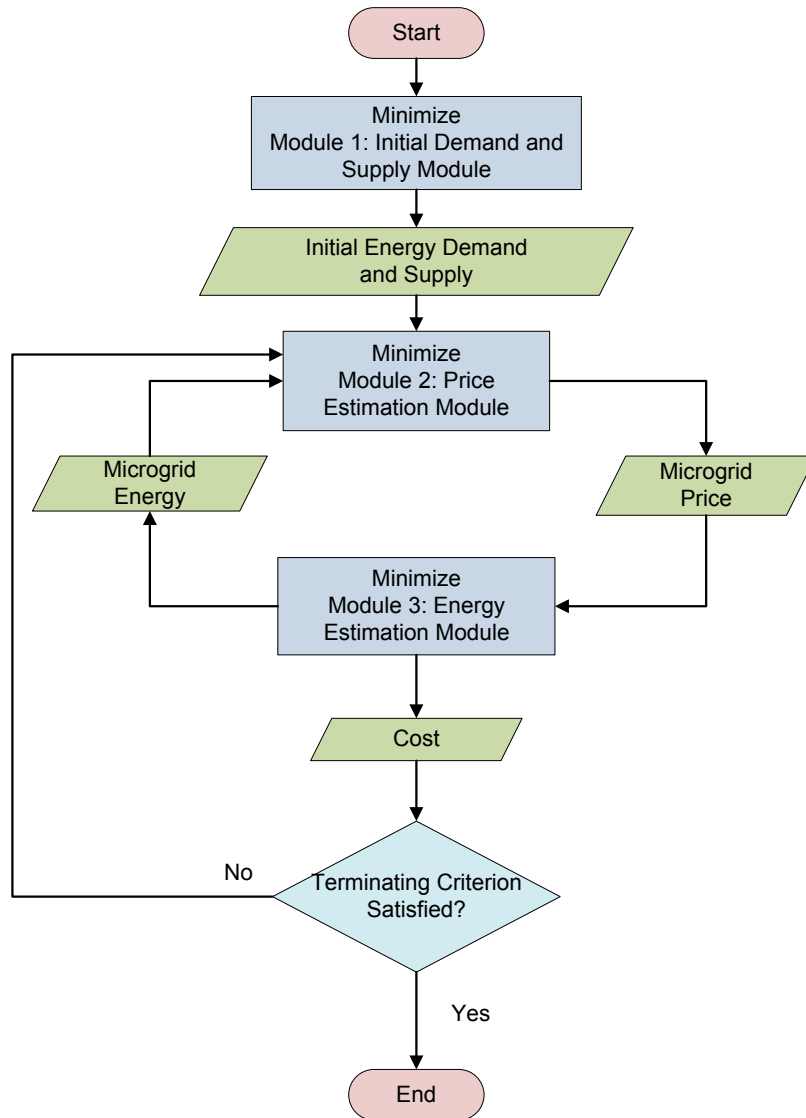 Start
Minimize
Module 1: Initial Demand and
Supply Module
Initial Energy Demand
and Supply
Minimize
Module 2: Price
Estimation Module
Microgrid
Energy
Microgrid
Price
Minimize
Module 3: Energy
Estimation Module
Cost
No
Terminating Criterion
Satisfied?
Yes
End